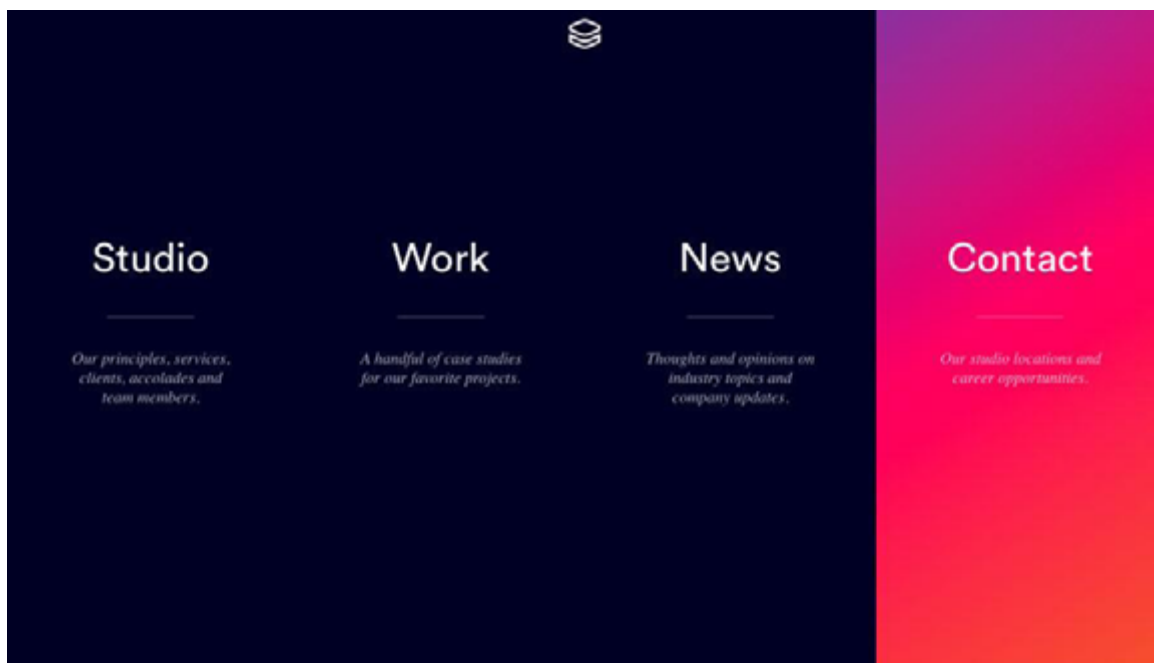 Studio
Our principles, services,
clients, accolades and
team members.
Work
A handful of case studies
for our favorite projects.
News
Thoughts and opinions on
industry topics and
company updates.
Contact
Our studio locations and
career opportunities.